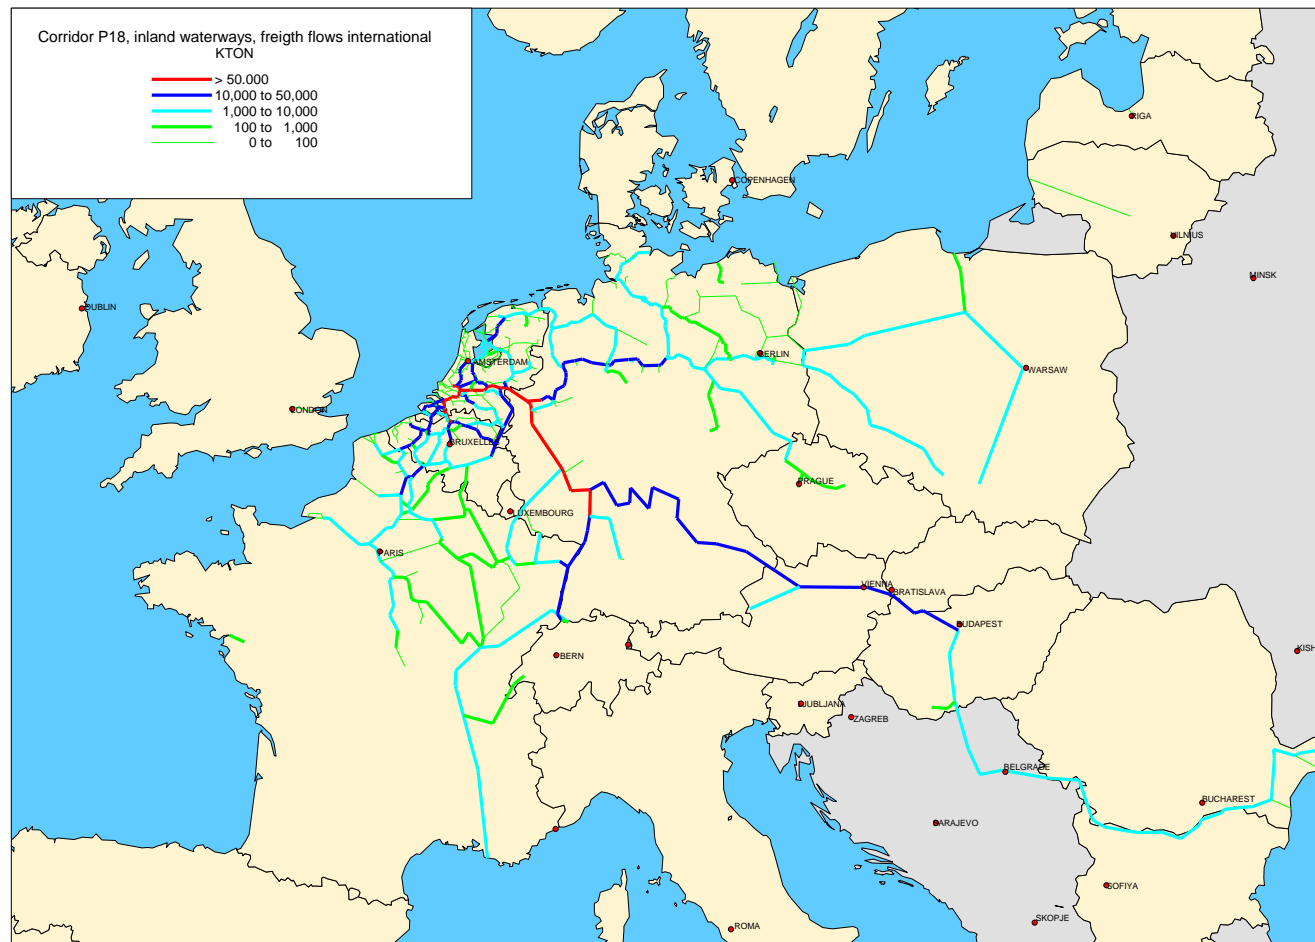 Corridor P18, inland waterways, freigth flows international
KTON
> 50.000
10,000 to 50,000
1,000 to 10,000
100 to 1,000
0 to 100
RIGA
COPENHAGEN
VILNIUS
MINSK
DUBLIN
AMSTERDAM
BERLIN
WARSAW
LONDON
BRUXELLES
PRAGUE
LUXEMBOURG
PARIS
VIENNA
BRATISLAVA
BUDAPEST
BERN
KISH
LJUBLJANA
ZAGREB
BELGRADE
BUCHAREST
SARAJEVO
SOFIYA
SKOPJE
ROMA